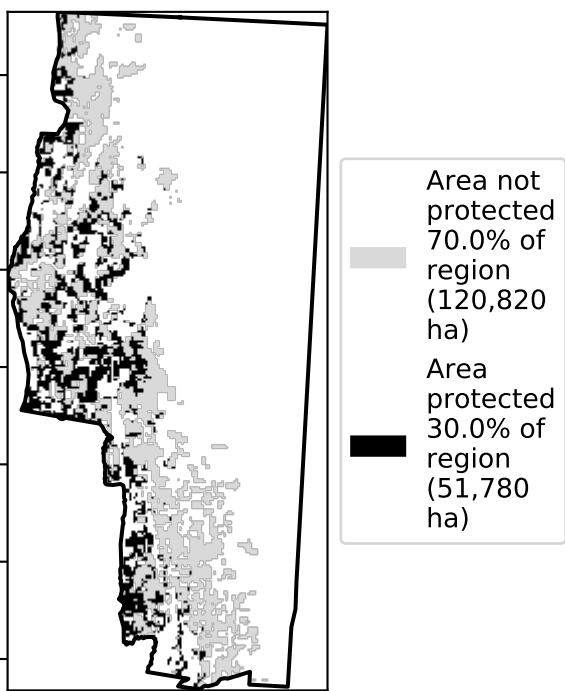 Area not
protected
70.0% of
region
(120,820
ha)
Area
protected
30.0% of
region
(51,780
ha)